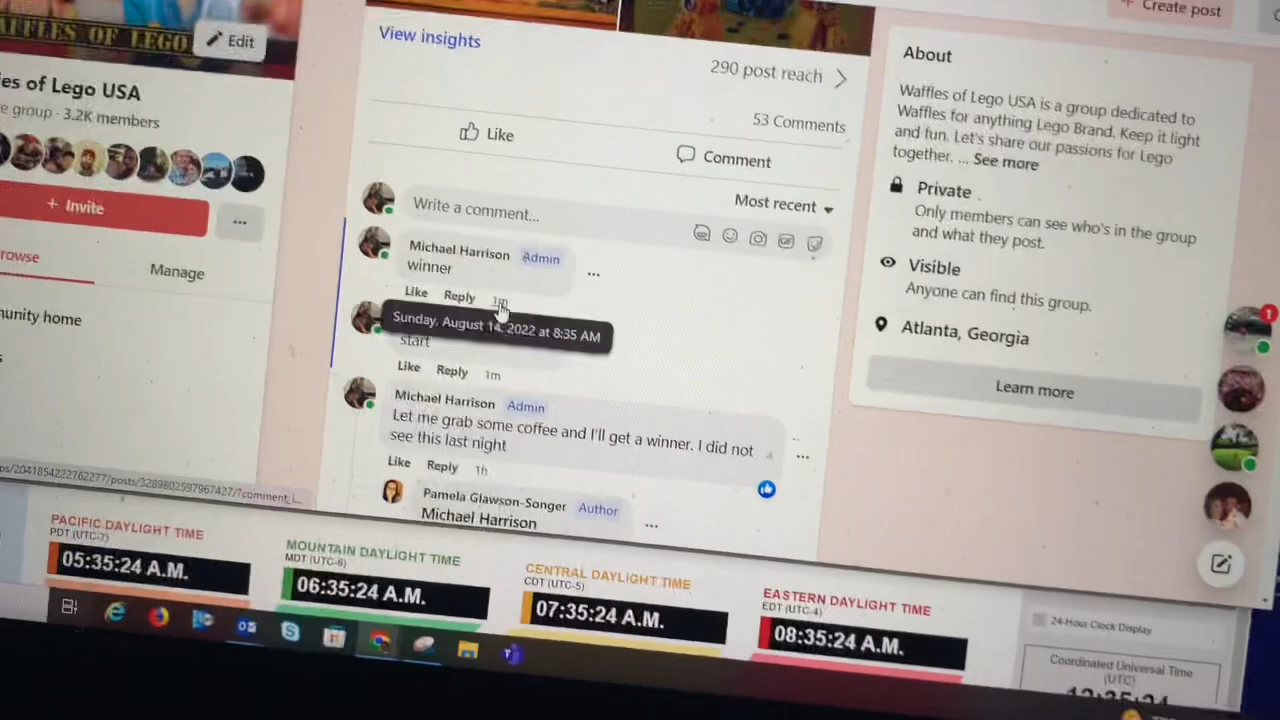 AFFLES OF LEGO
Edit
es of Lego USA
e group · 3.2K members
+ Invite
...
rowse
Manage
unity home
ps/2041854222762277/posts/3289802597967427/?comment_i...
View insights
290 post reach
53 Comments
Like
Comment
Most recent
Write a comment...
GIF
Michael Harrison Admin
winner
Like Reply 1m
Sunday, August 14, 2022 at 8:35 AM
start
Like Reply 1m
Michael Harrison Admin
Let me grab some coffee and I'll get a winner. I did not
see this last night
Like Reply 1h
Pamela Glawson-Songer Author
Michael Harrison
+ Create post
About
Waffles of Lego USA is a group dedicated to
Waffles for anything Lego Brand. Keep it light
and fun. Let's share our passions for Lego
together. ... See more
Private
Only members can see who's in the group
and what they post.
Visible
Anyone can find this group.
Atlanta, Georgia
Learn more
1
PACIFIC DAYLIGHT TIME
PDT (UTC-7)
05:35:24 A.M.
MOUNTAIN DAYLIGHT TIME
MDT (UTC-6)
06:35:24 A.M.
CENTRAL DAYLIGHT TIME
CDT (UTC-5)
07:35:24 A.M.
EASTERN DAYLIGHT TIME
EDT (UTC-4)
08:35:24 A.M.
24-Hour Clock Display
Coordinated Universal Time
(UTC)
12:35:24